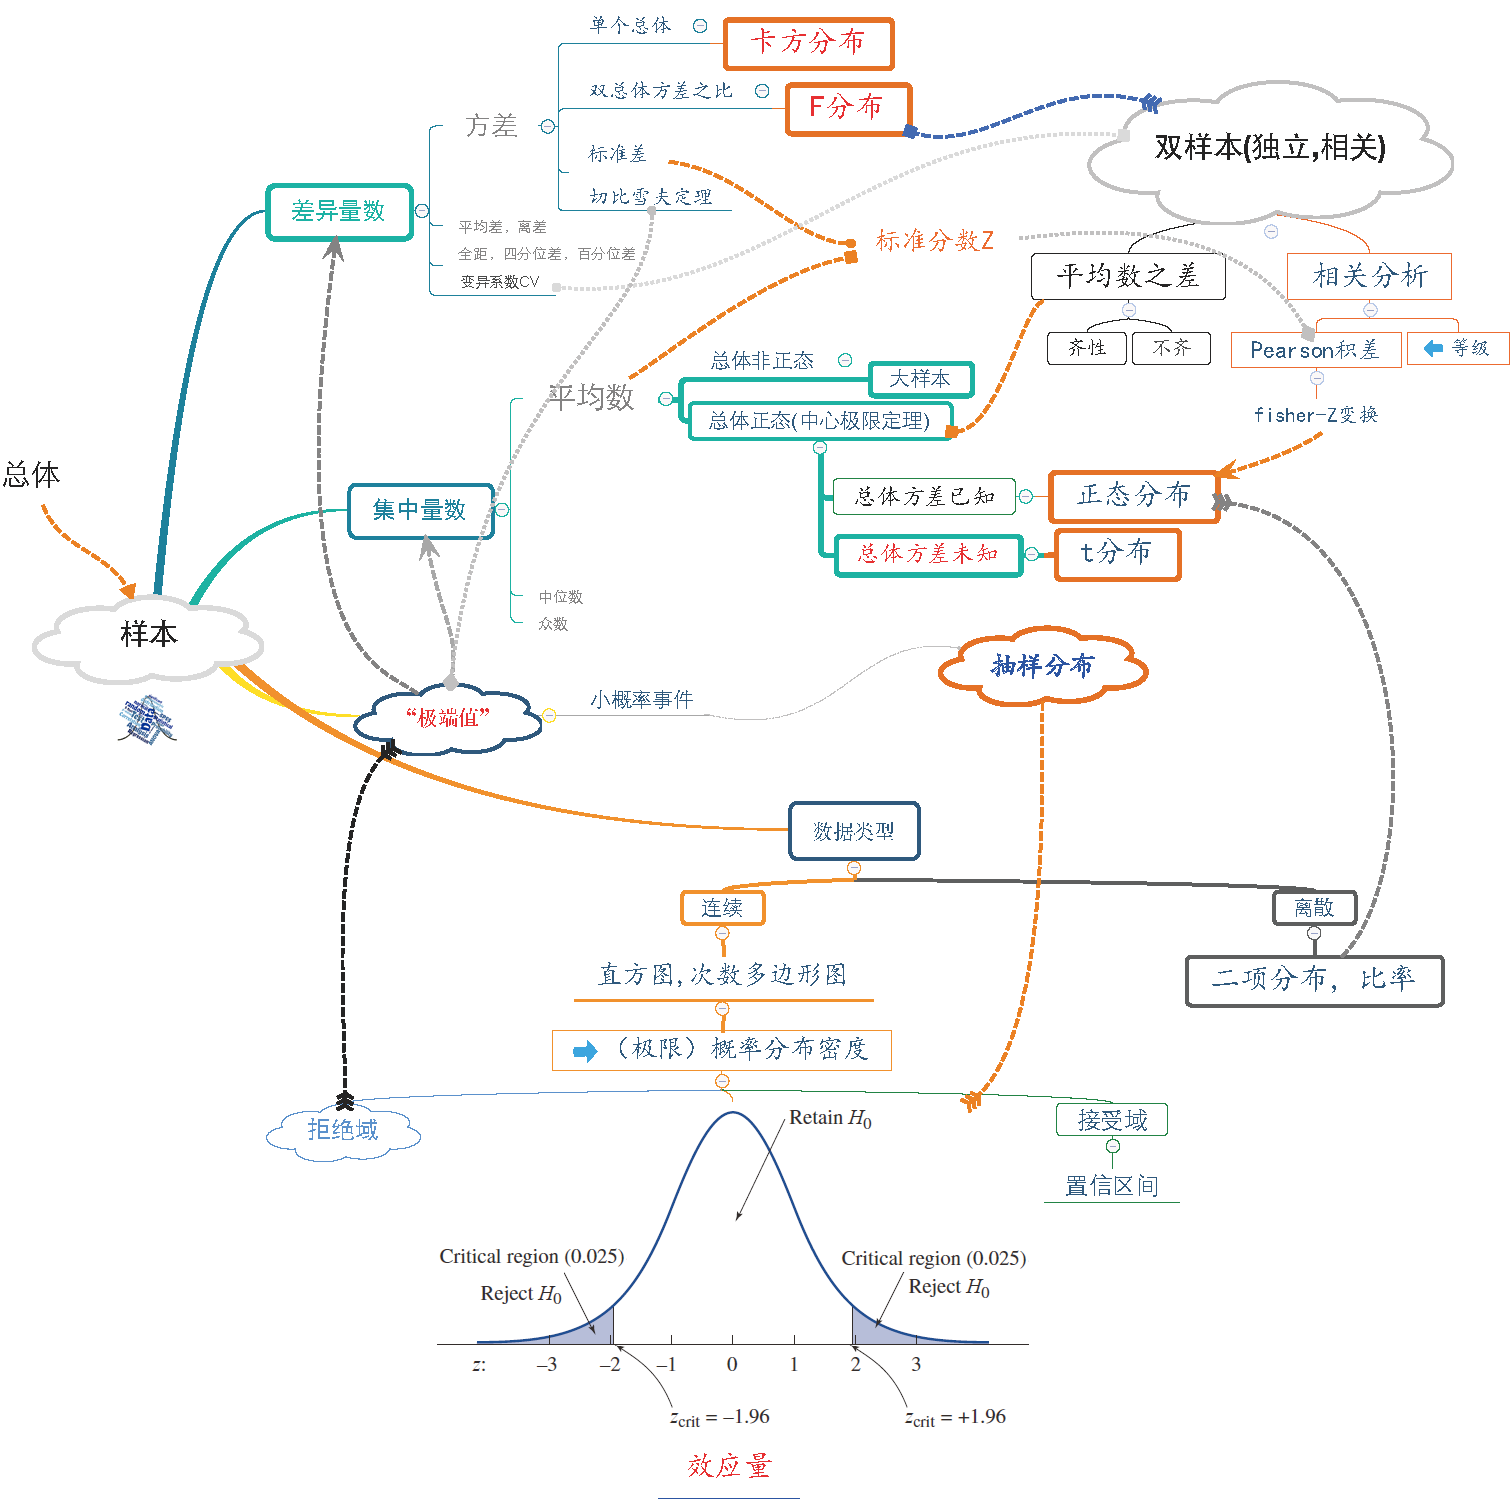 单个总体
卡方分布
双总体方差之比
F分布
方差
标准差
切比雪夫定理
双样本(独立,相关)
差异量数
平均差，离差
全距，四分位差，百分位差
变异系数CV
标准分数Z
平均数之差
相关分析
齐性
不齐
Pearson积差
等级
fisher-Z变换
总体非正态
大样本
平均数
总体正态(中心极限定理)
总体
集中量数
总体方差已知
正态分布
总体方差未知
t分布
中位数
众数
样本
Data
抽样分布
“极端值”
小概率事件
数据类型
连续
离散
直方图,次数多边形图
二项分布，比率
（极限）概率分布密度
拒绝域
接受域
置信区间
Retain H0
Critical region (0.025)
Reject H0
Critical region (0.025)
Reject H0
z: –3 –2 –1 0 1 2 3
zcrit = –1.96
zcrit = +1.96
效应量